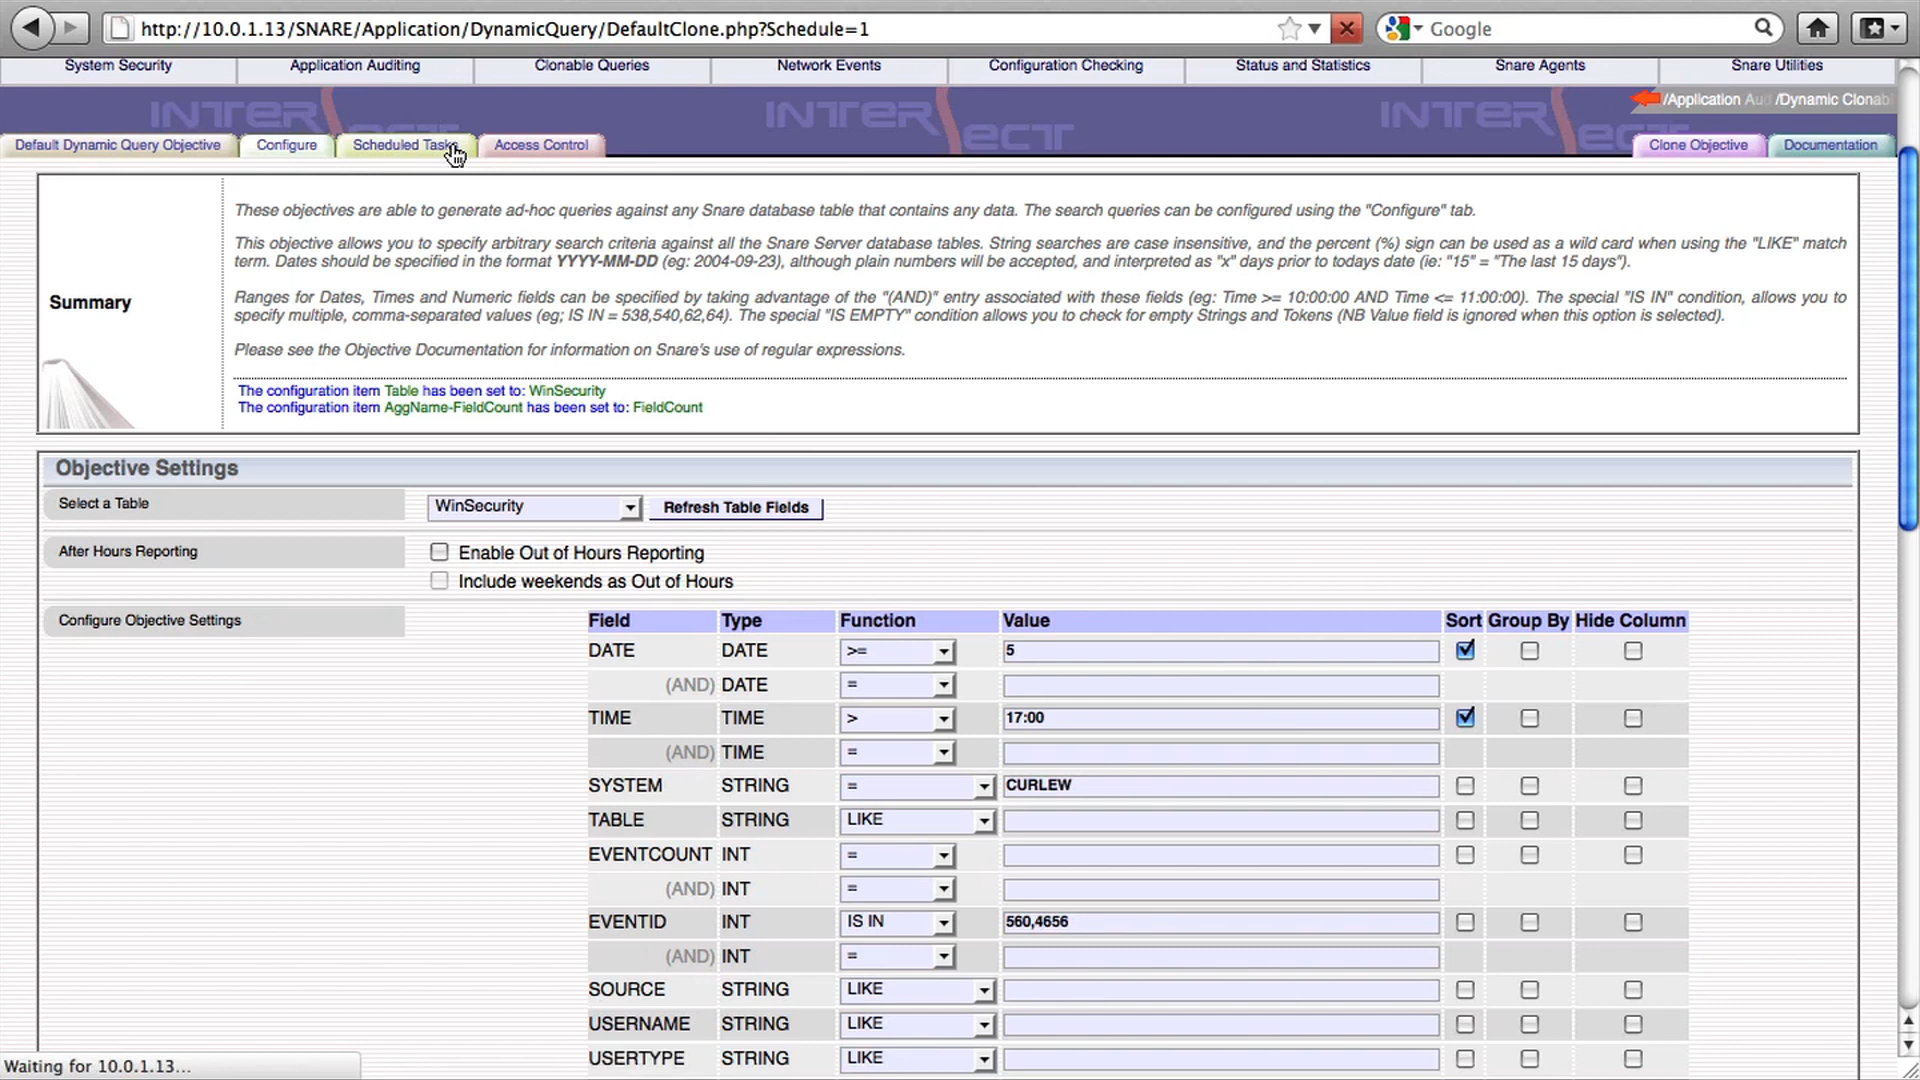 http://10.0.1.13/SNARE/Application/DynamicQuery/DefaultClone.php?Schedule=1
Google
System Security
Application Auditing
Clonable Queries
Network Events
Configuration Checking
Status and Statistics
Snare Agents
Snare Utilities
INTER ECT
INTER ECT
INTER ECT
/Application Aud /Dynamic Clonab
Default Dynamic Query Objective
Configure
Scheduled Tasks
Access Control
Clone Objective
Documentation
Summary
These objectives are able to generate ad-hoc queries against any Snare database table that contains any data. The search queries can be configured using the "Configure" tab.
This objective allows you to specify arbitrary search criteria against all the Snare Server database tables. String searches are case insensitive, and the percent (%) sign can be used as a wild card when using the "LIKE" match
term. Dates should be specified in the format YYYY-MM-DD (eg: 2004-09-23), although plain numbers will be accepted, and interpreted as "x" days prior to todays date (ie: "15" = "The last 15 days").
Ranges for Dates, Times and Numeric fields can be specified by taking advantage of the "(AND)" entry associated with these fields (eg: Time >= 10:00:00 AND Time <= 11:00:00). The special "IS IN" condition, allows you to
specify multiple, comma-separated values (eg; IS IN = 538,540,62,64). The special "IS EMPTY" condition allows you to check for empty Strings and Tokens (NB Value field is ignored when this option is selected).
Please see the Objective Documentation for information on Snare's use of regular expressions.
The configuration item Table has been set to: WinSecurity
The configuration item AggName-FieldCount has been set to: FieldCount
Objective Settings
Select a Table
WinSecurity
Refresh Table Fields
After Hours Reporting
Enable Out of Hours Reporting
Include weekends as Out of Hours
Configure Objective Settings
Field Type Function Value Sort Group By Hide Column
DATE DATE >= 5
(AND) DATE =
TIME TIME > 17:00
(AND) TIME =
SYSTEM STRING = CURLEW
TABLE STRING LIKE
EVENTCOUNT INT =
(AND) INT =
EVENTID INT IS IN 560,4656
(AND) INT =
SOURCE STRING LIKE
USERNAME STRING LIKE
USERTYPE STRING LIKE
Waiting for 10.0.1.13...